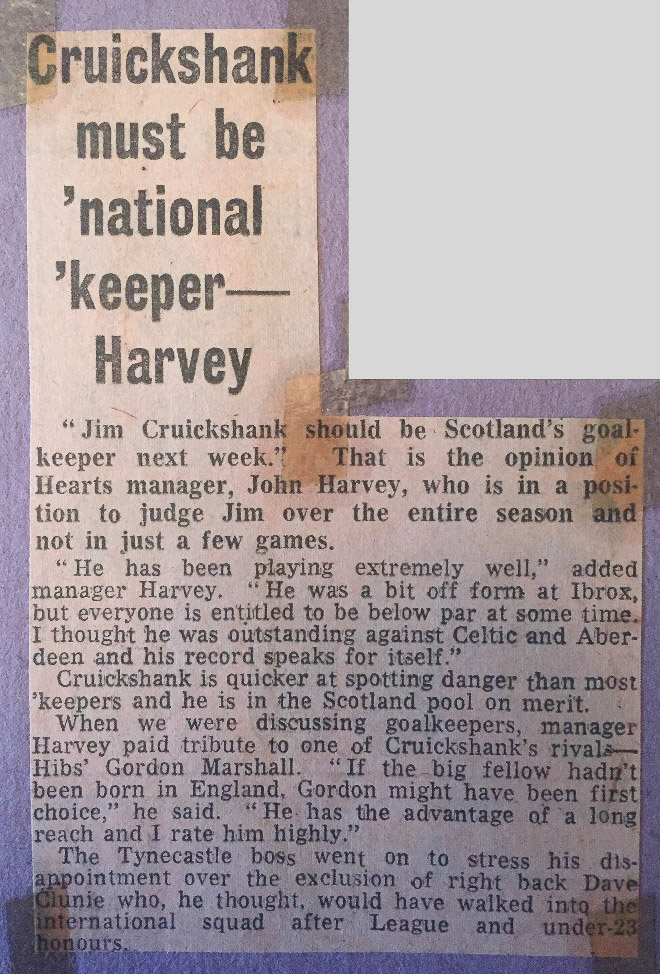 Cruickshank
must be
’national
’keeper—
Harvey
“Jim Cruickshank should be Scotland's goal-
keeper next week.” That is the opinion of
Hearts manager, John Harvey, who is in a posi-
tion to judge Jim over the entire season and
not in just a few games.
“He has been playing extremely well,” added
manager Harvey. “He was a bit off form at Ibrox,
but everyone is entitled to be below par at some time.
I thought he was outstanding against Celtic and Aber-
deen and his record speaks for itself.”
Cruickshank is quicker at spotting danger than most
’keepers and he is in the Scotland pool on merit.
When we were discussing goalkeepers, manager
Harvey paid tribute to one of Cruickshank's rivals—
Hibs' Gordon Marshall. “If the big fellow hadn't
been born in England, Gordon might have been first
choice,” he said. “He has the advantage of a long
reach and I rate him highly.”
The Tynecastle boss went on to stress his dis-
appointment over the exclusion of right back Dave
Clunie who, he thought, would have walked into the
international squad after League and under-23
honours.